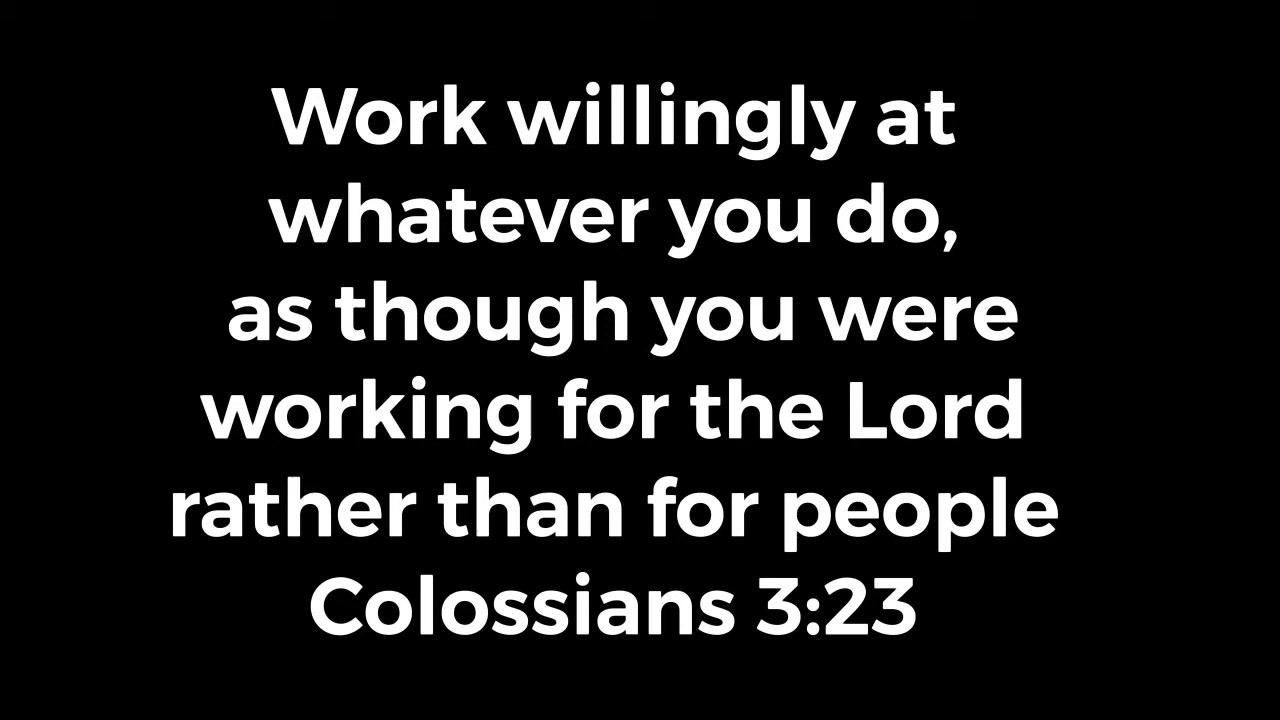 Work willingly at
whatever you do,
as though you were
working for the Lord
rather than for people
Colossians 3:23